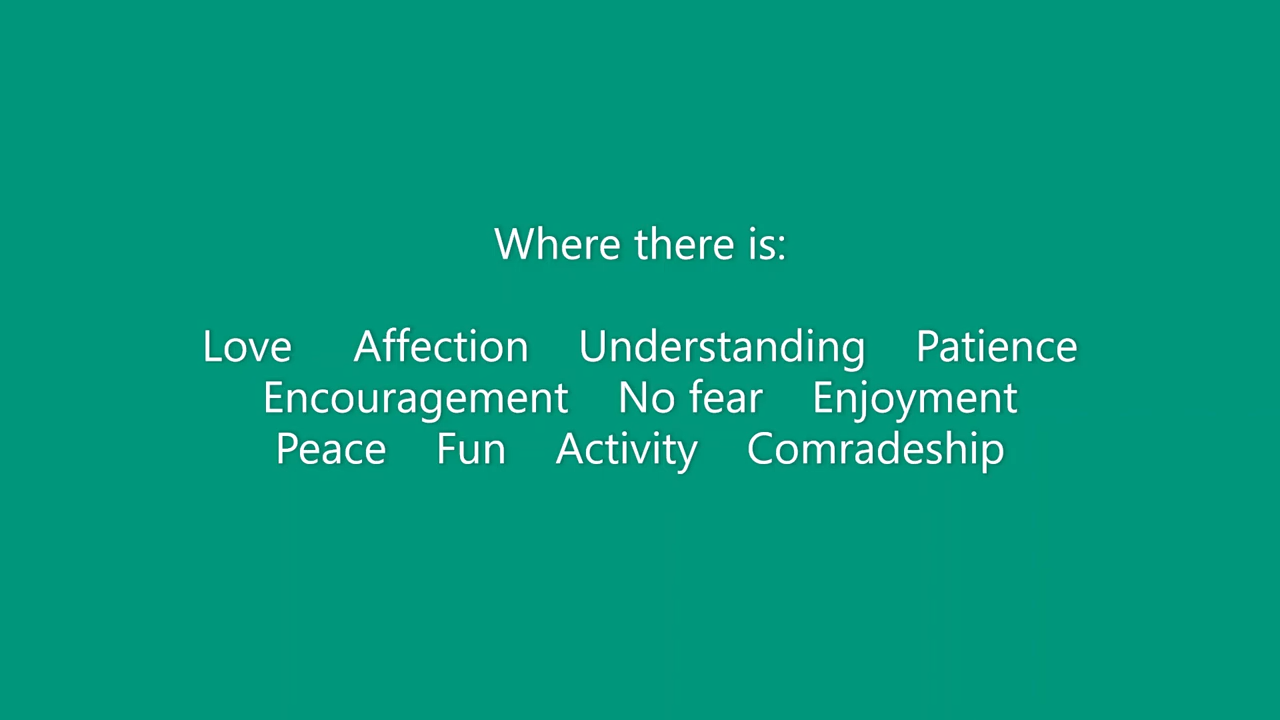 Where there is:
Love Affection Understanding Patience
Encouragement No fear Enjoyment
Peace Fun Activity Comradeship